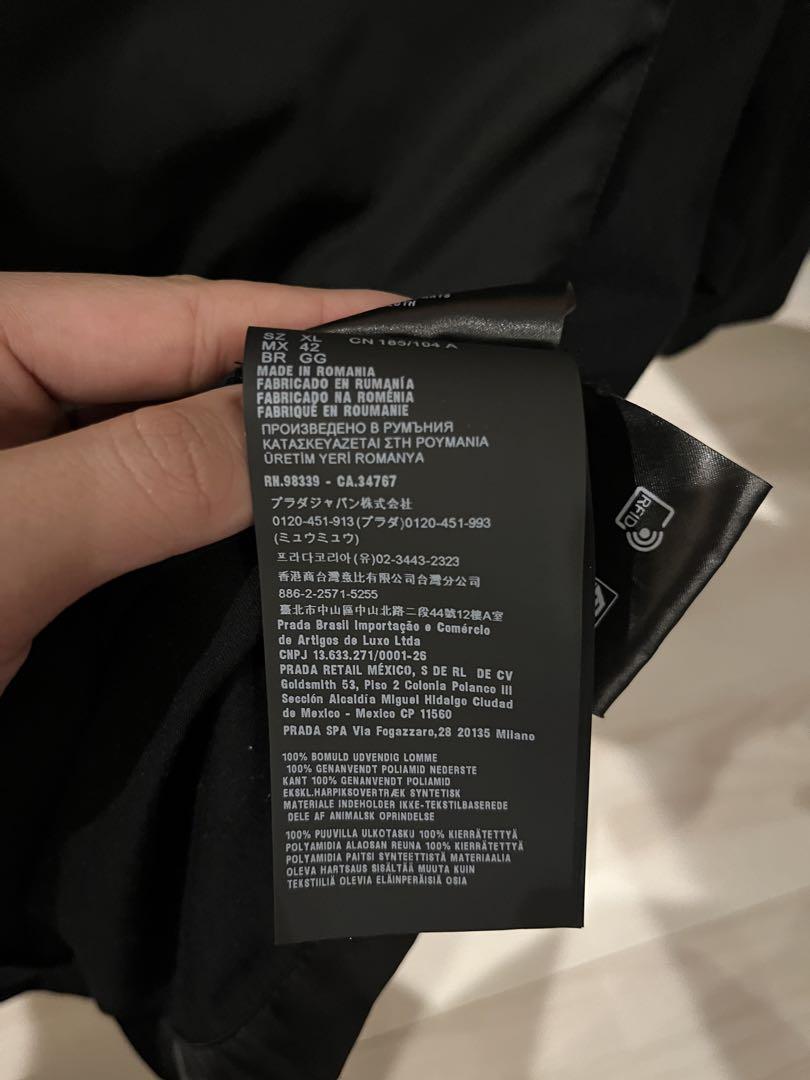 SZ XL
MX 42 CN 185/104 A
BR GG
MADE IN ROMANIA
FABRICADO EN RUMANÍA
FABRICADO NA ROMÊNIA
FABRIQUÉ EN ROUMANIE
ПРОИЗВЕДЕНО В РУМЪНИЯ
ΚΑΤΑΣΚΕΥΑΖΕΤΑΙ ΣΤΗ ΡΟΥΜΑΝΙΑ
ÜRETİM YERİ ROMANYA
RN.98339 - CA.34767
プラダジャパン株式会社
0120-451-913(プラダ)0120-451-993
(ミュウミュウ)
프라다코리아(유)02-3443-2323
香港商台灣壹比有限公司台灣分公司
886-2-2571-5255
臺北市中山區中山北路二段44號12樓A室
Prada Brasil Importação e Comércio
de Artigos de Luxo Ltda
CNPJ 13.633.271/0001-26
PRADA RETAIL MÉXICO, S DE RL DE CV
Goldsmith 53, Piso 2 Colonia Polanco III
Sección Alcaldía Miguel Hidalgo Ciudad
de Mexico - Mexico CP 11560
PRADA SPA Via Fogazzaro,28 20135 Milano
100% BOMULD UDVENDIG LOMME
100% GENANVENDT POLIAMID NEDERSTE
KANT 100% GENANVENDT POLIAMID
EKSKL.HARPIKSOVERTRÆK SYNTETISK
MATERIALE INDEHOLDER IKKE-TEKSTILBASEREDE
DELE AF ANIMALSK OPRINDELSE
100% PUUVILLA ULKOTASKU 100% KIERRÄTETTYÄ
POLYAMIDIA ALAOSAN REUNA 100% KIERRÄTETTYÄ
POLYAMIDIA PAITSI SYNTEETTISTÄ MATERIAALIA
OLEVA HARTSAUS SISÄLTÄÄ MUUTA KUIN
TEKSTIILIÄ OLEVIA ELÄINPERÄISIÄ OSIA
RFID